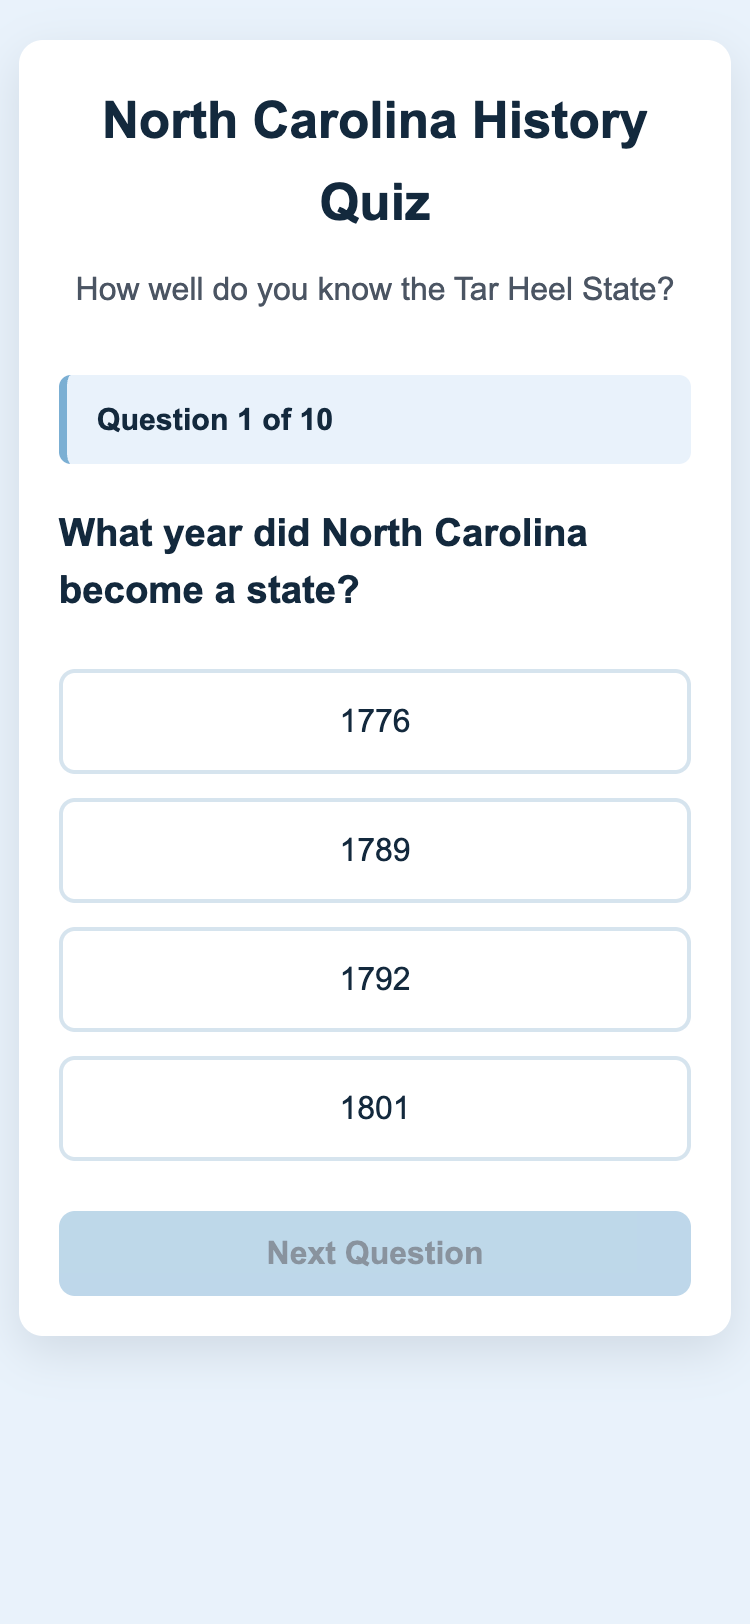 North Carolina History
Quiz
How well do you know the Tar Heel State?
Question 1 of 10
What year did North Carolina
become a state?
1776
1789
1792
1801
Next Question